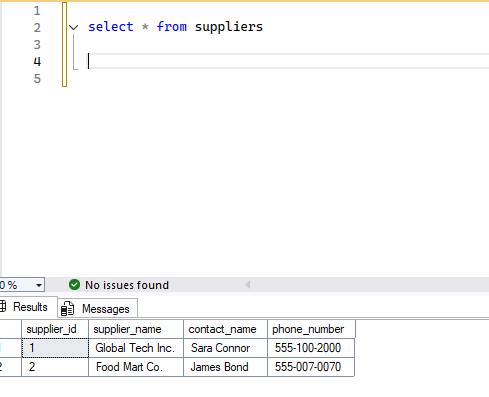 1
2 select * from suppliers
3
4
5
0 % No issues found
Results Messages
supplier_id supplier_name contact_name phone_number
1 Global Tech Inc. Sara Connor 555-100-2000
2 2 Food Mart Co. James Bond 555-007-0070